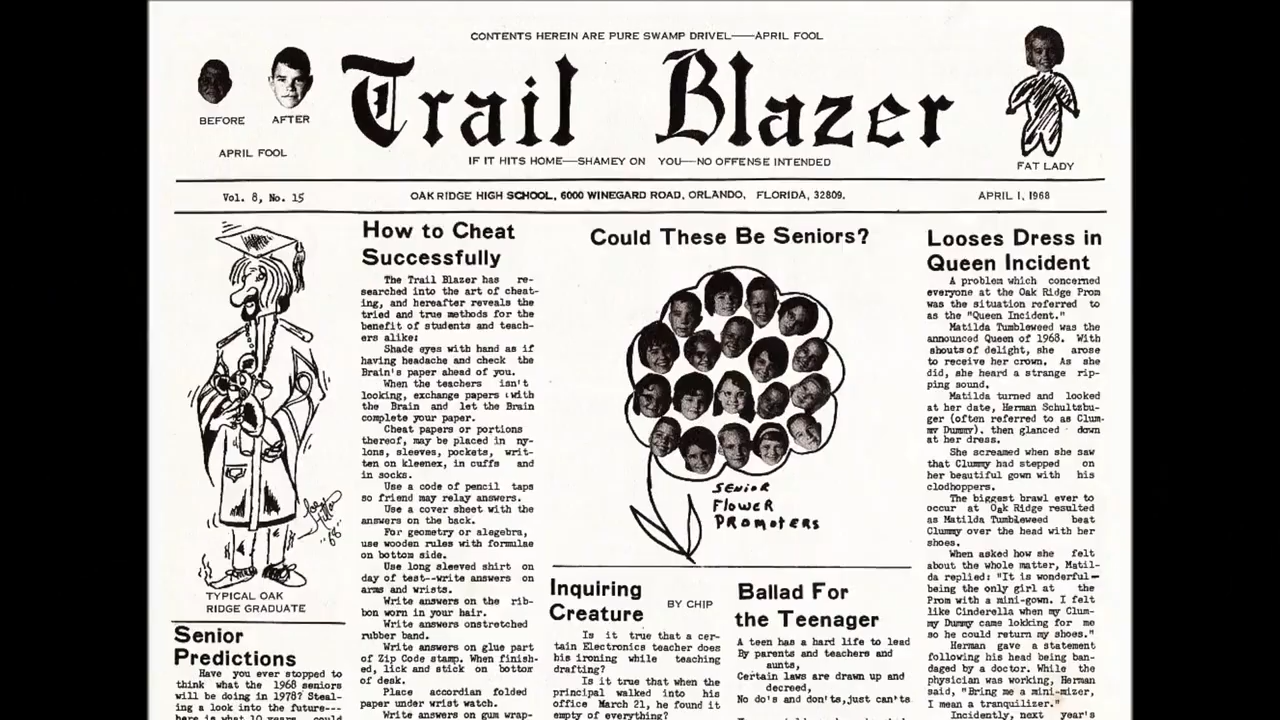 CONTENTS HEREIN ARE PURE SWAMP DRIVEL—APRIL FOOL
Trail Blazer
BEFORE AFTER
APRIL FOOL
IF IT HITS HOME—SHAMEY ON YOU—NO OFFENSE INTENDED
FAT LADY
Vol. 8, No. 15
OAK RIDGE HIGH SCHOOL, 6000 WINEGARD ROAD, ORLANDO, FLORIDA, 32809.
APRIL 1, 1968
TYPICAL OAK
RIDGE GRADUATE
Senior
Predictions
Have you ever stopped to
think what the 1968 seniors
will be doing in 1978? Steal-
ing a look into the future---
here is what 10 years could
How to Cheat
Successfully
The Trail Blazer has re-
searched into the art of cheat-
ing, and hereafter reveals the
tried and true methods for the
benefit of students and teach-
ers alike:
Shade eyes with hand as if
having headache and check the
Brain's paper ahead of you.
When the teachers isn't
looking, exchange papers with
the Brain and let the Brain
complete your paper.
Cheat papers or portions
thereof, may be placed in ny-
lons, sleeves, pockets, writ-
ten on kleenex, in cuffs and
in socks.
Use a code of pencil taps
so friend may relay answers.
Use a cover sheet with the
answers on the back.
For geometry or alegebra,
use wooden rules with formulae
on bottom side.
Use long sleeved shirt on
day of test--write answers on
arms and wrists.
Write answers on the rib-
bon worn in your hair.
Write answers onstretched
rubber band.
Write answers on glue part
of Zip Code stamp. When finish-
ed, lick and stick on bottom
of desk.
Place accordian folded
paper under wrist watch.
Write answers on gum wrap-
Could These Be Seniors?
SENIOR
FLOWER
PROMOTERS
Inquiring
Creature
BY CHIP
Is it true that a cer-
tain Electronics teacher does
his ironing while teaching
drafting?
Is it true that when the
principal walked into his
office March 21, he found it
empty of everything?
Ballad For
the Teenager
A teen has a hard life to lead
By parents and teachers and
aunts,
Certain laws are drawn up and
decreed,
No do's and don'ts,just can'ts
Looses Dress in
Queen Incident
A problem which concerned
everyone at the Oak Ridge Prom
was the situation referred to
as the "Queen Incident."
Matilda Tumbleweed was the
announced Queen of 1968. With
shouts of delight, she arose
to receive her crown. As she
did, she heard a strange rip-
ping sound.
Matilda turned and looked
at her date, Herman Schultsbu-
ger (often referred to as Clum-
my Dummy), then glanced down
at her dress.
She screamed when she saw
that Clummy had stepped on
her beautiful gown with his
clodhoppers.
The biggest brawl ever to
occur at Oak Ridge resulted
as Matilda Tumbleweed beat
Clummy over the head with her
shoes.
When asked how she felt
about the whole matter, Matil-
da replied: "It is wonderful—
being the only girl at the
Prom with a mini-gown. I felt
like Cinderella when my Clum-
my Dummy came lokking for me
so he could return my shoes."
Herman gave a statement
following his head being ban-
daged by a doctor. While the
physician was working, Herman
said, "Bring me a mini-mizer,
I mean a tranquilizer."
Incidently, next year's